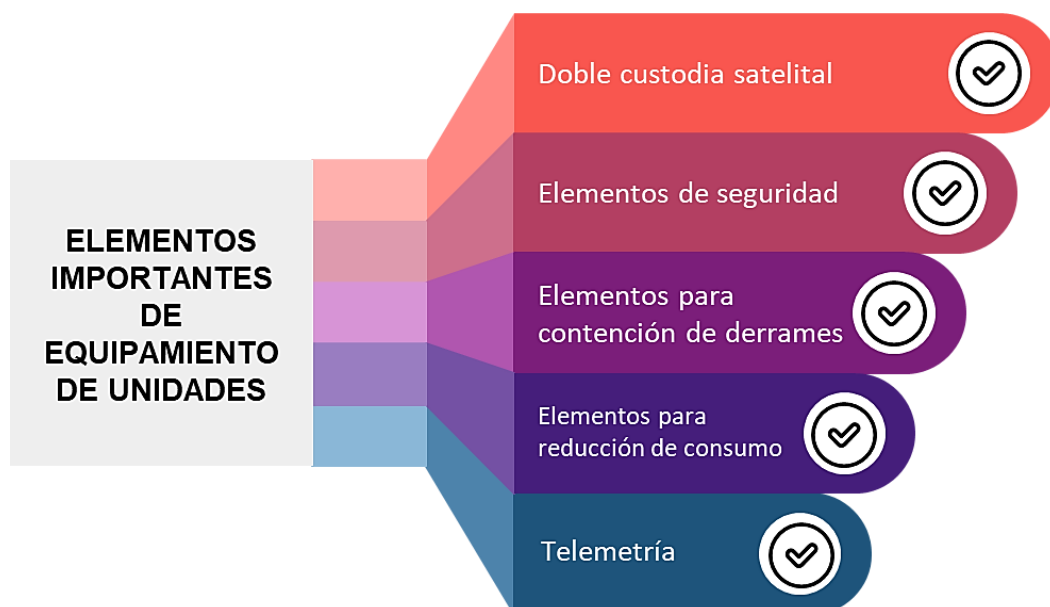 ELEMENTOS
IMPORTANTES
DE
EQUIPAMIENTO
DE UNIDADES
Doble custodia satelital
Elementos de seguridad
Elementos para
contención de derrames
Elementos para
reducción de consumo
Telemetría